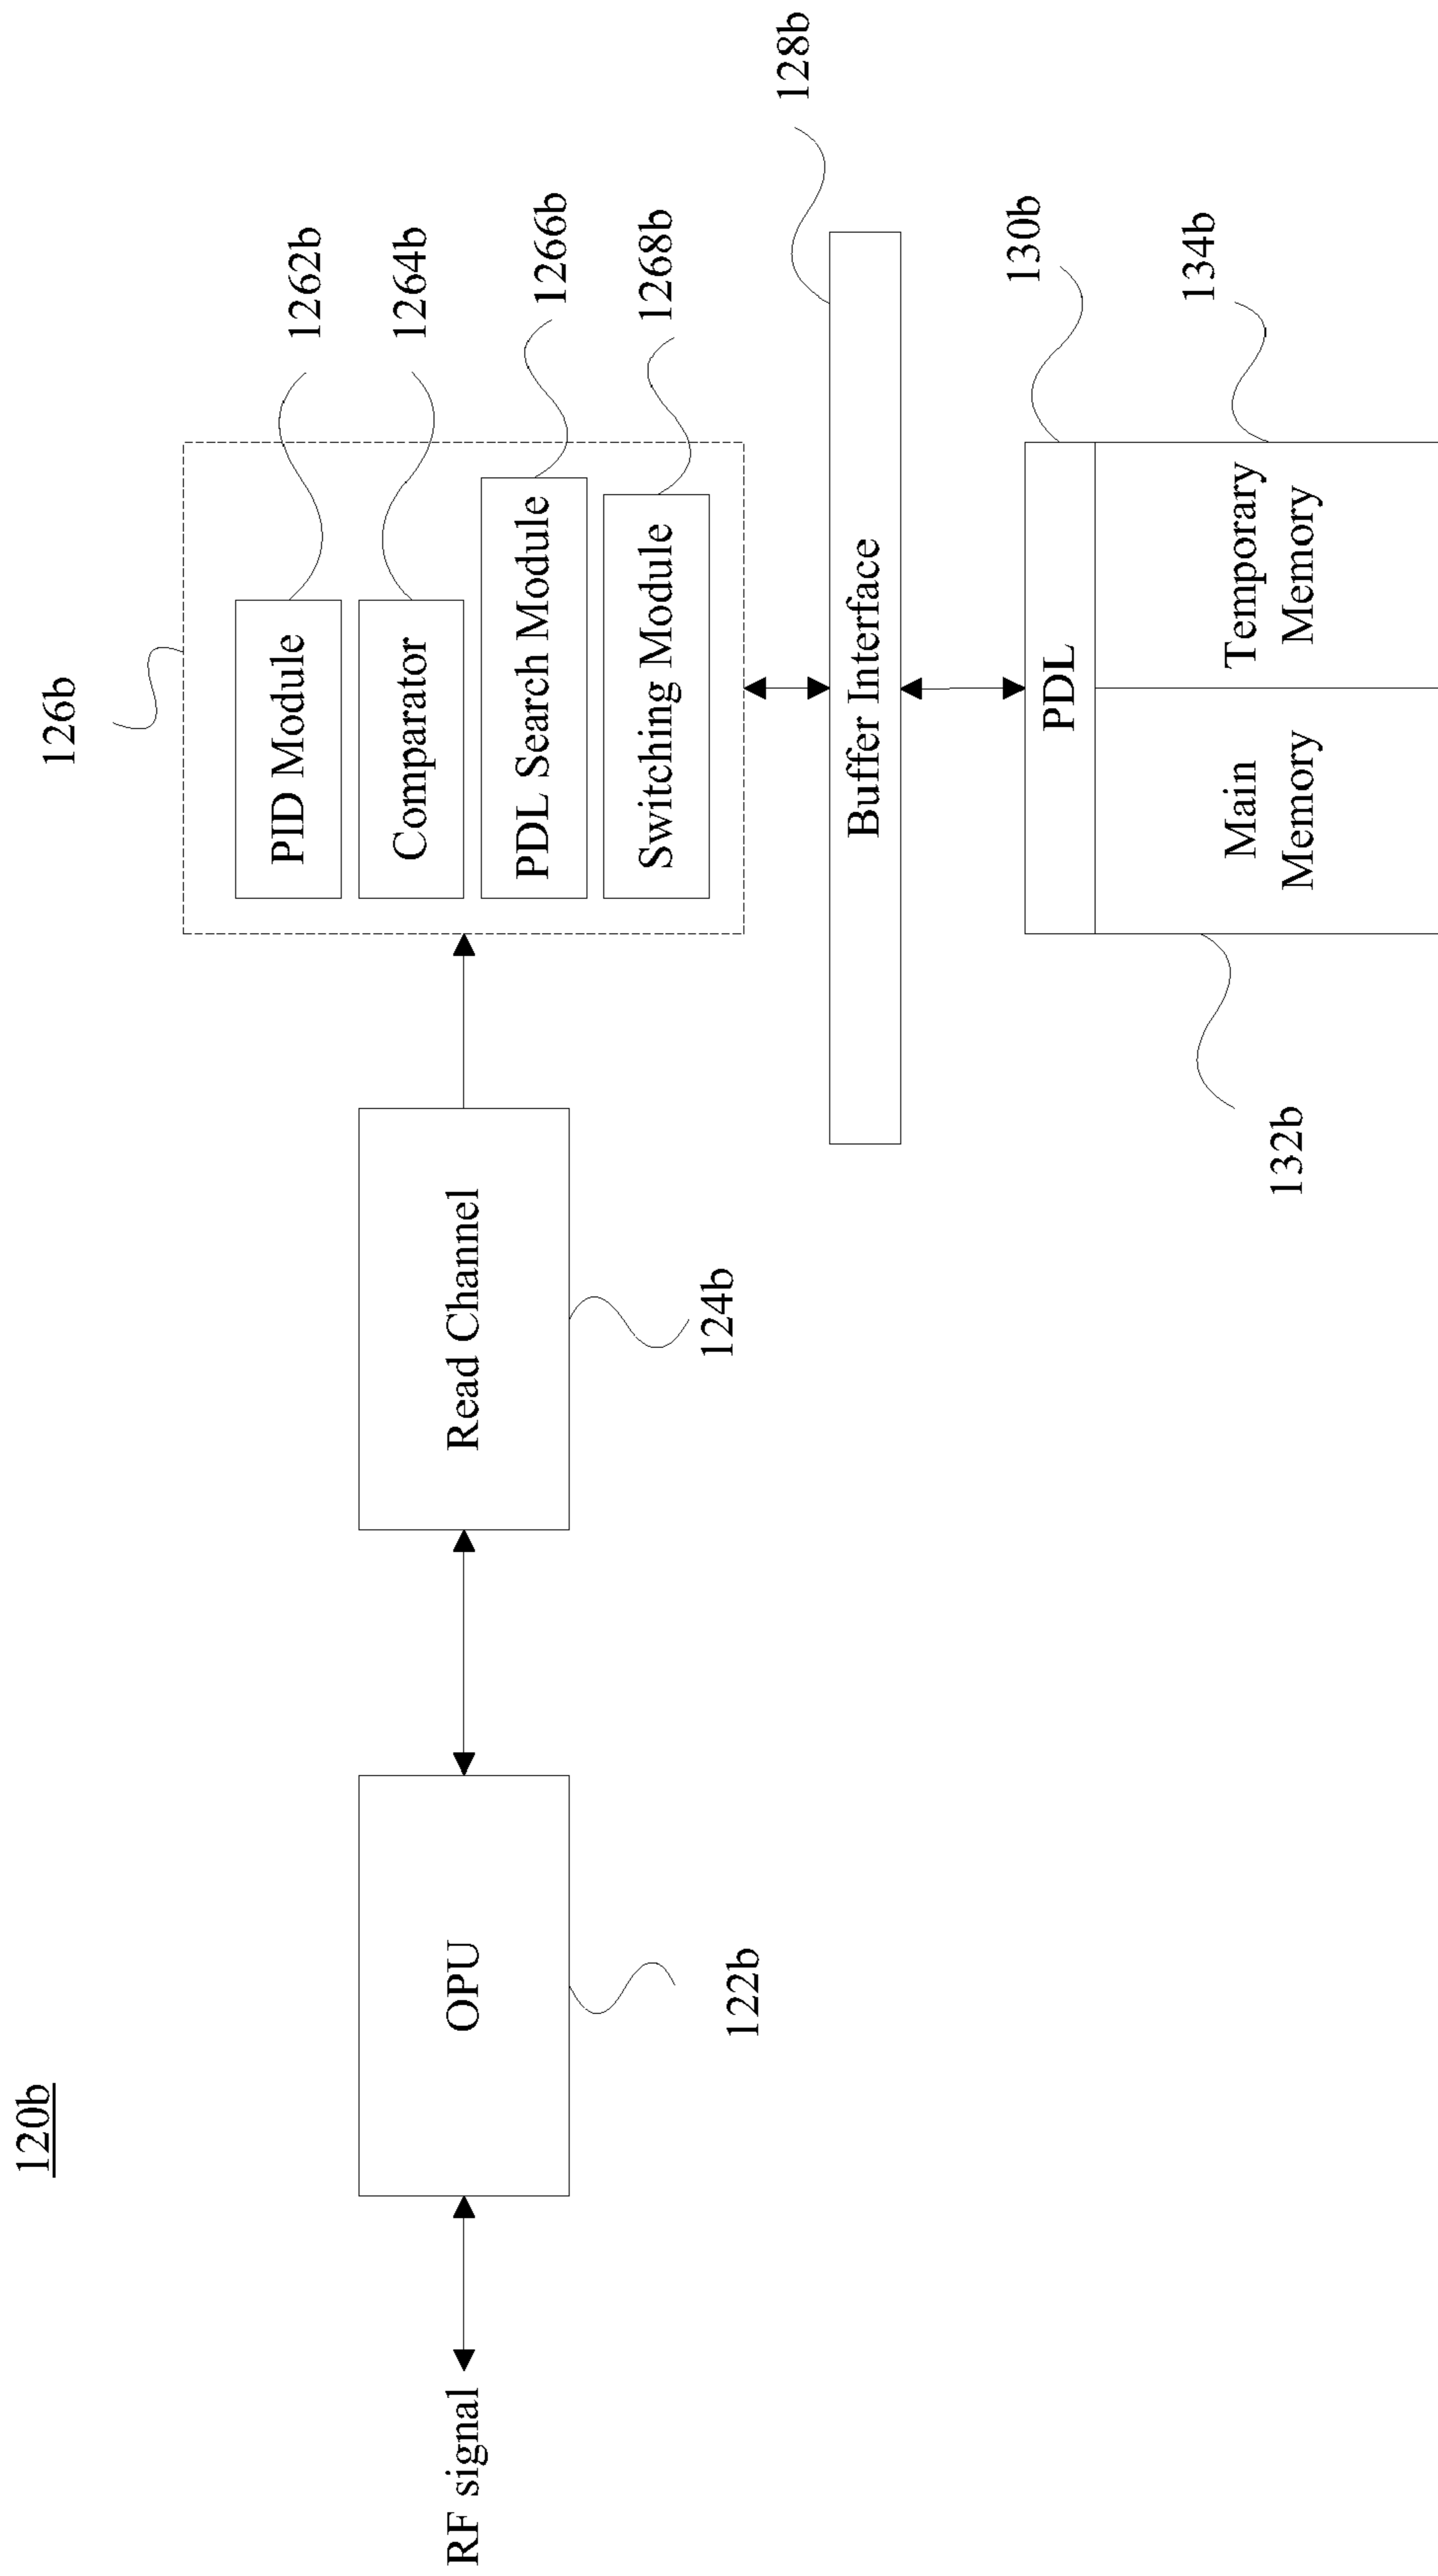 120b
RF signal
OPU
122b
Read Channel
124b
126b
PID Module
1262b
Comparator
1264b
PDL Search Module
1266b
Switching Module
1268b
Buffer Interface
128b
PDL
130b
Main
Memory
132b
Temporary
Memory
134b